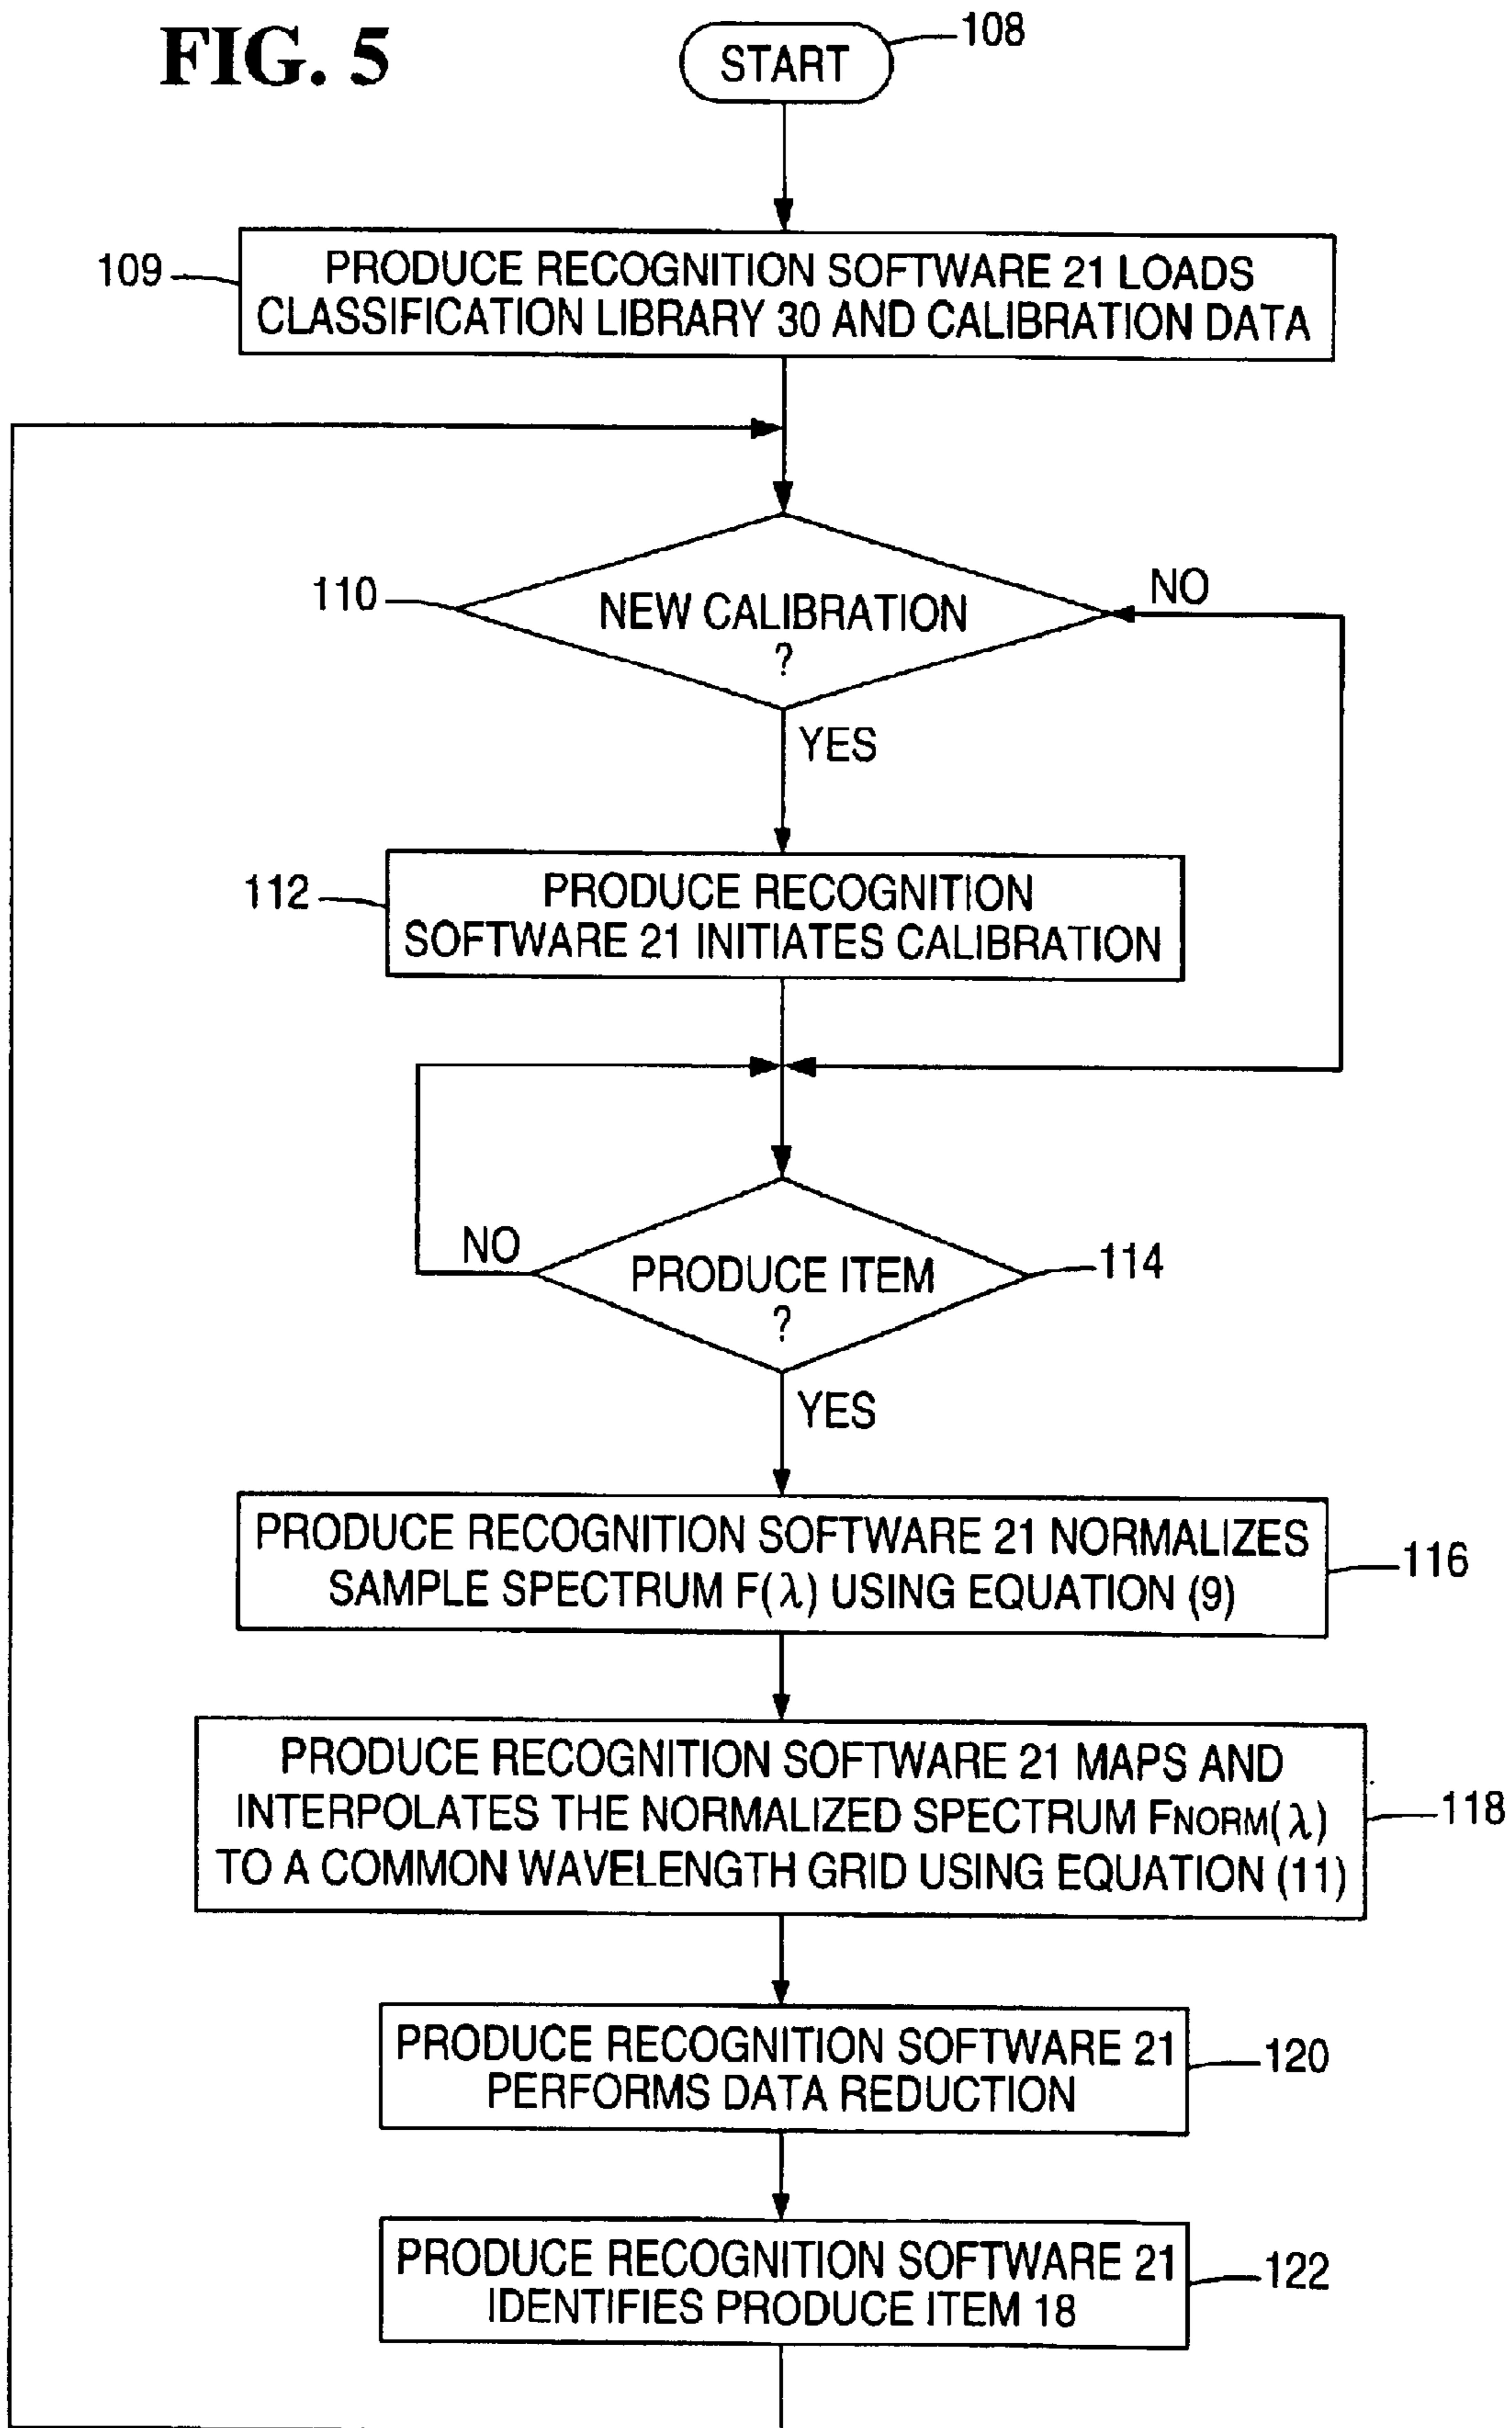 FIG. 5
START
108
109
PRODUCE RECOGNITION SOFTWARE 21 LOADS
CLASSIFICATION LIBRARY 30 AND CALIBRATION DATA
110
NEW CALIBRATION
?
NO
YES
112
PRODUCE RECOGNITION
SOFTWARE 21 INITIATES CALIBRATION
NO
PRODUCE ITEM
?
114
YES
PRODUCE RECOGNITION SOFTWARE 21 NORMALIZES
SAMPLE SPECTRUM F(λ) USING EQUATION (9)
116
PRODUCE RECOGNITION SOFTWARE 21 MAPS AND
INTERPOLATES THE NORMALIZED SPECTRUM FNORM(λ)
TO A COMMON WAVELENGTH GRID USING EQUATION (11)
118
PRODUCE RECOGNITION SOFTWARE 21
PERFORMS DATA REDUCTION
120
PRODUCE RECOGNITION SOFTWARE 21
IDENTIFIES PRODUCE ITEM 18
122